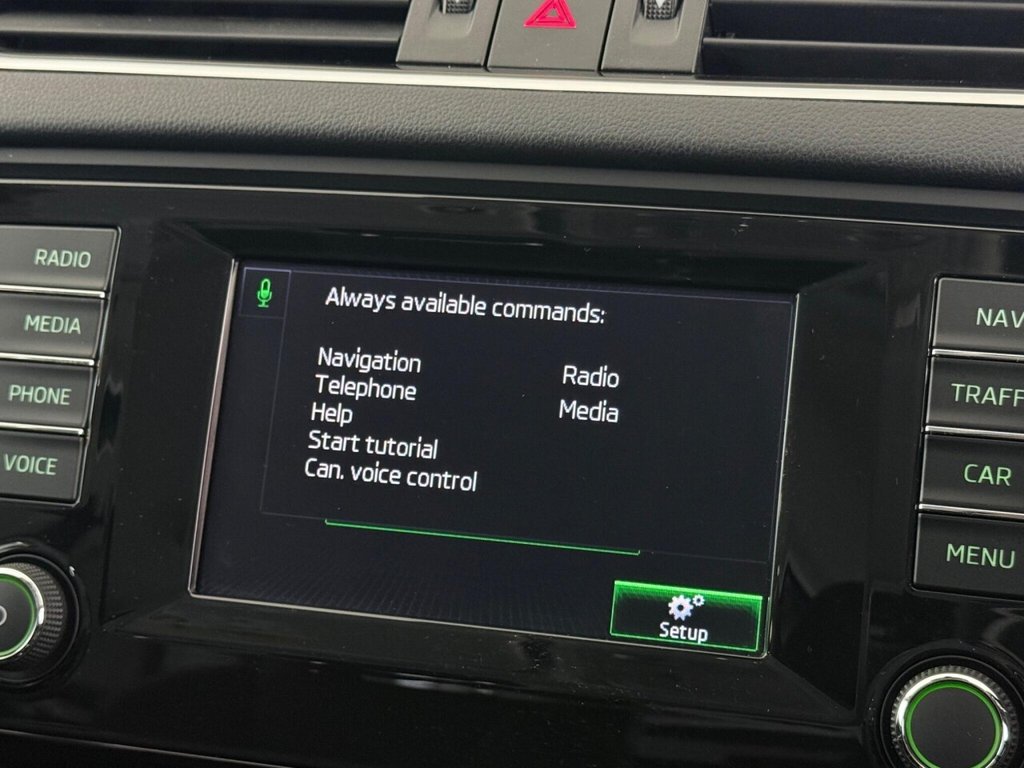 RADIO
MEDIA
PHONE
VOICE
Always available commands:
Navigation
Telephone
Help
Start tutorial
Can. voice control
Radio
Media
Setup
NAV
TRAFF
CAR
MENU